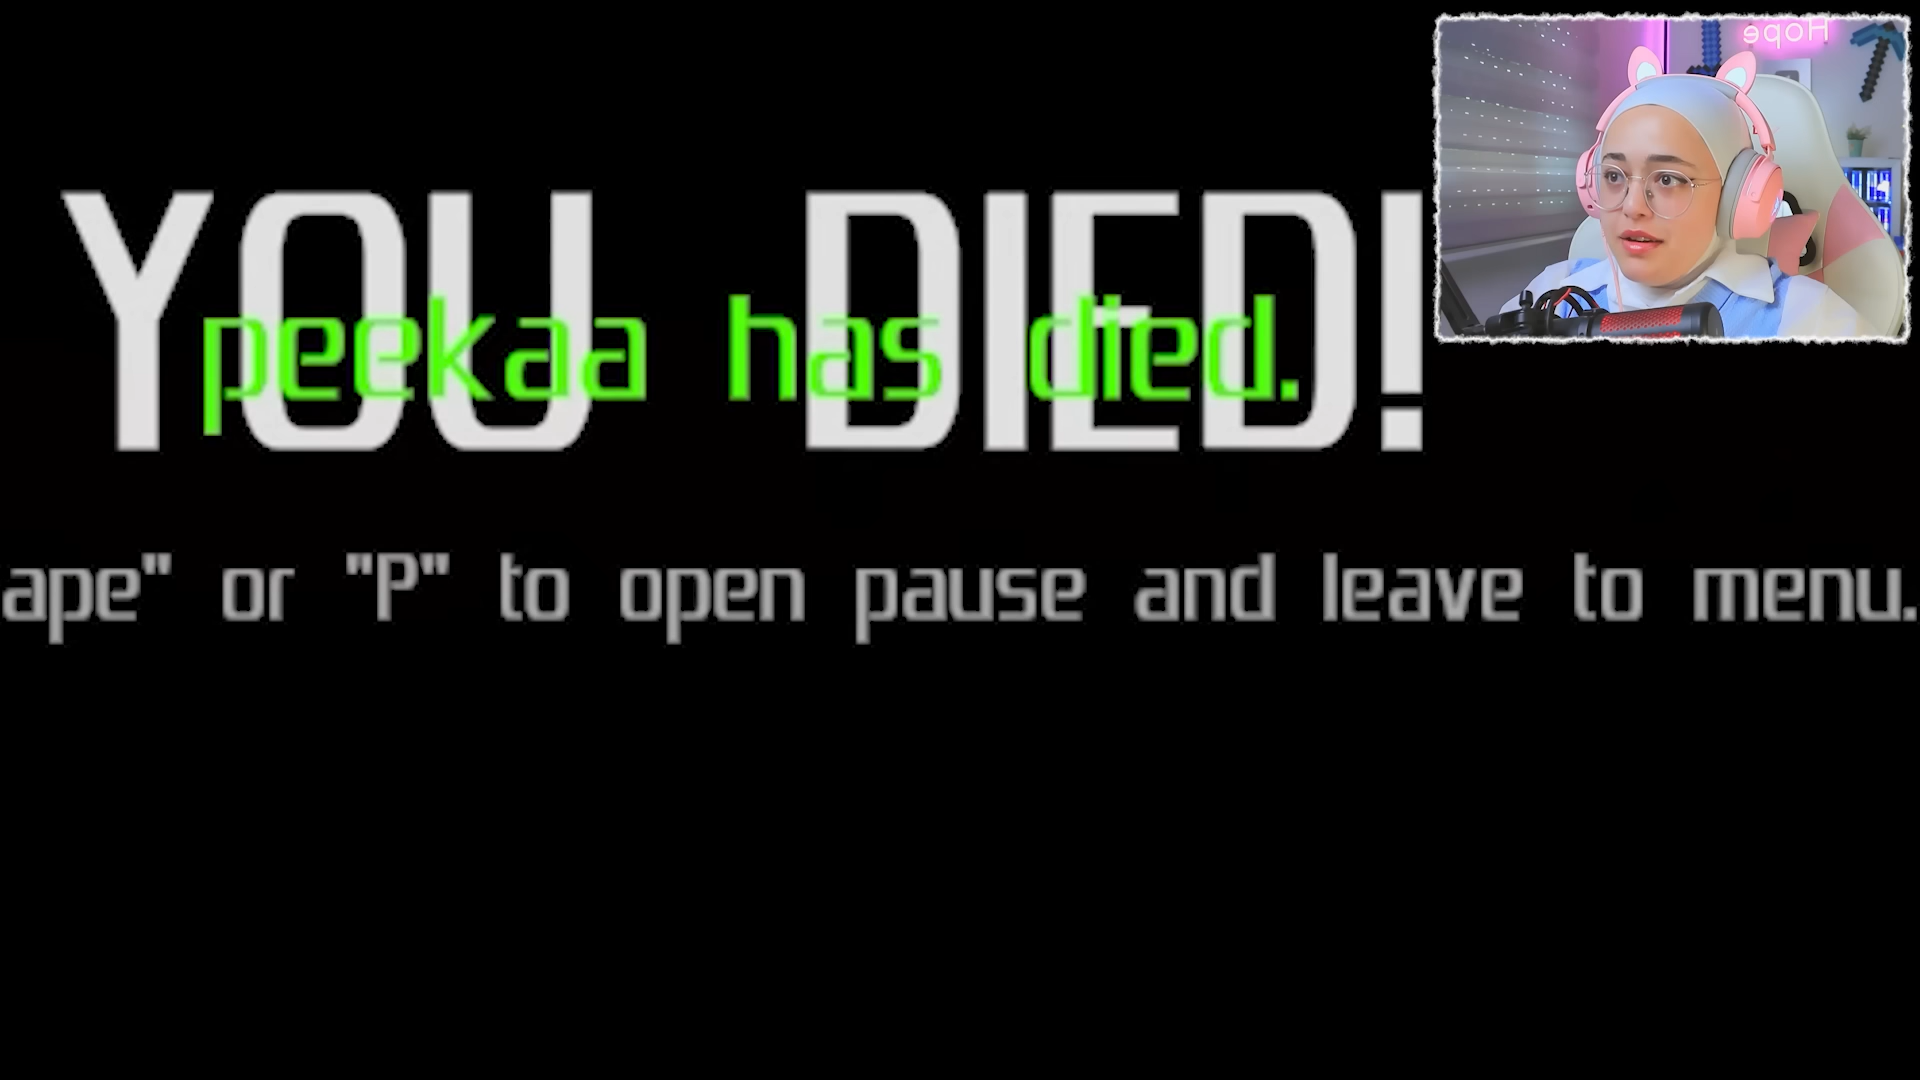 Hope
YOU DIED!
peekaa has died.
ape" or "P" to open pause and leave to menu.